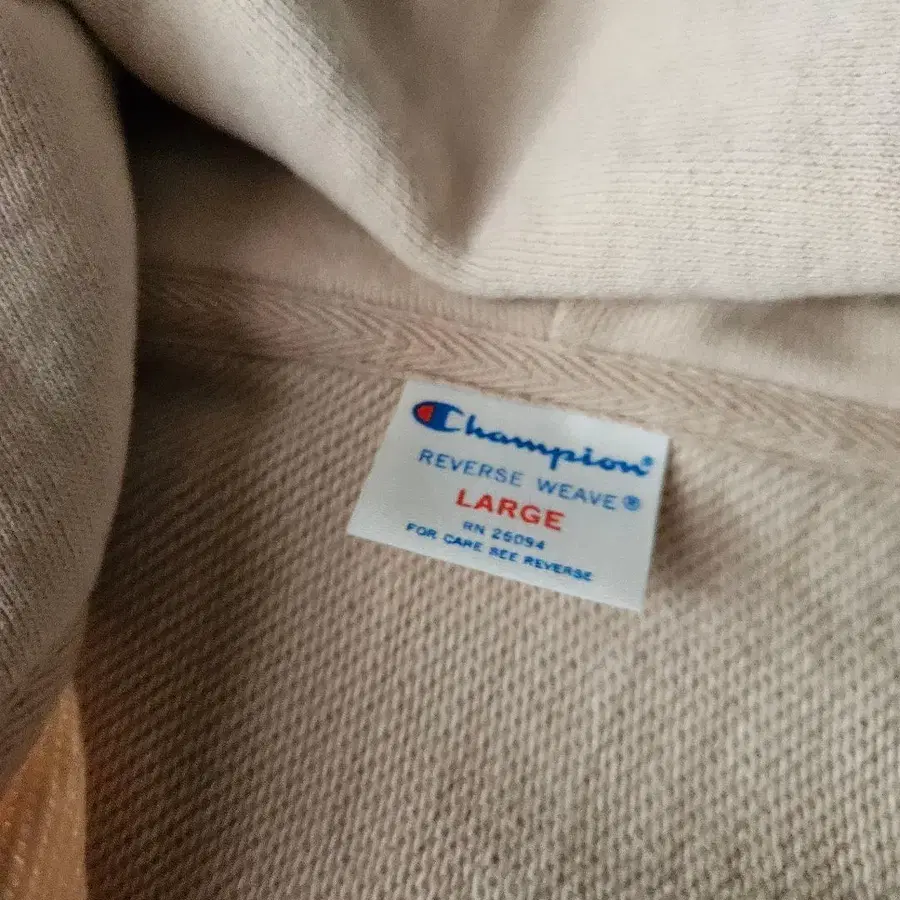 Champion®
REVERSE WEAVE®
LARGE
RN 26094
FOR CARE SEE REVERSE